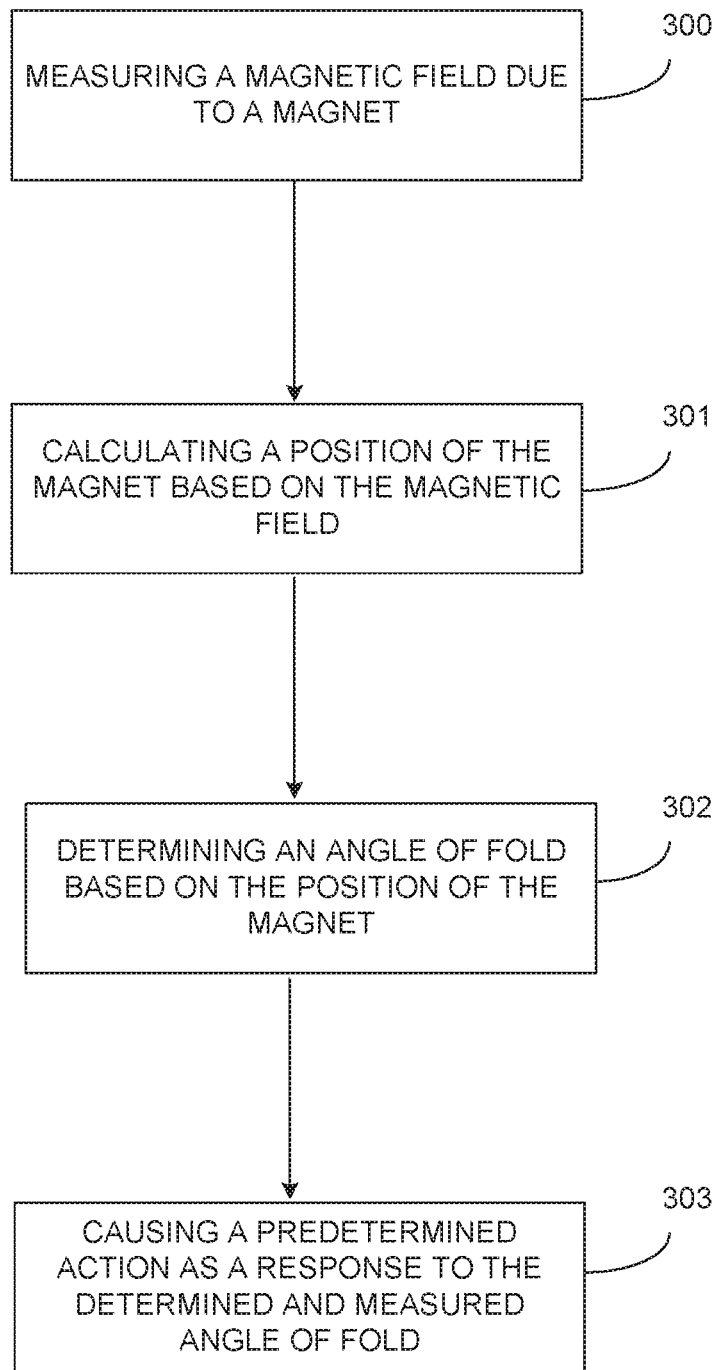 300
MEASURING A MAGNETIC FIELD DUE
TO A MAGNET
301
CALCULATING A POSITION OF THE
MAGNET BASED ON THE MAGNETIC
FIELD
302
DETERMINING AN ANGLE OF FOLD
BASED ON THE POSITION OF THE
MAGNET
303
CAUSING A PREDETERMINED
ACTION AS A RESPONSE TO THE
DETERMINED AND MEASURED
ANGLE OF FOLD